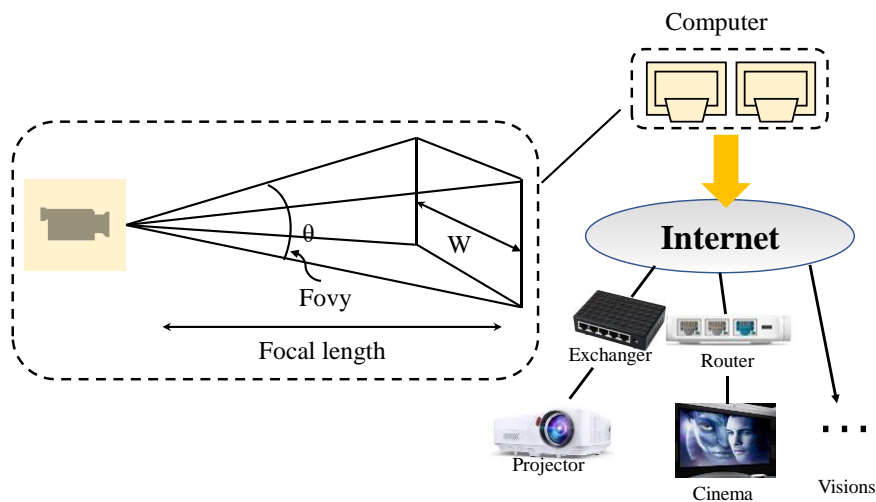 Computer
θ
W
Fovy
Focal length
Internet
Exchanger
Router
Projector
Cinema
Visions
...